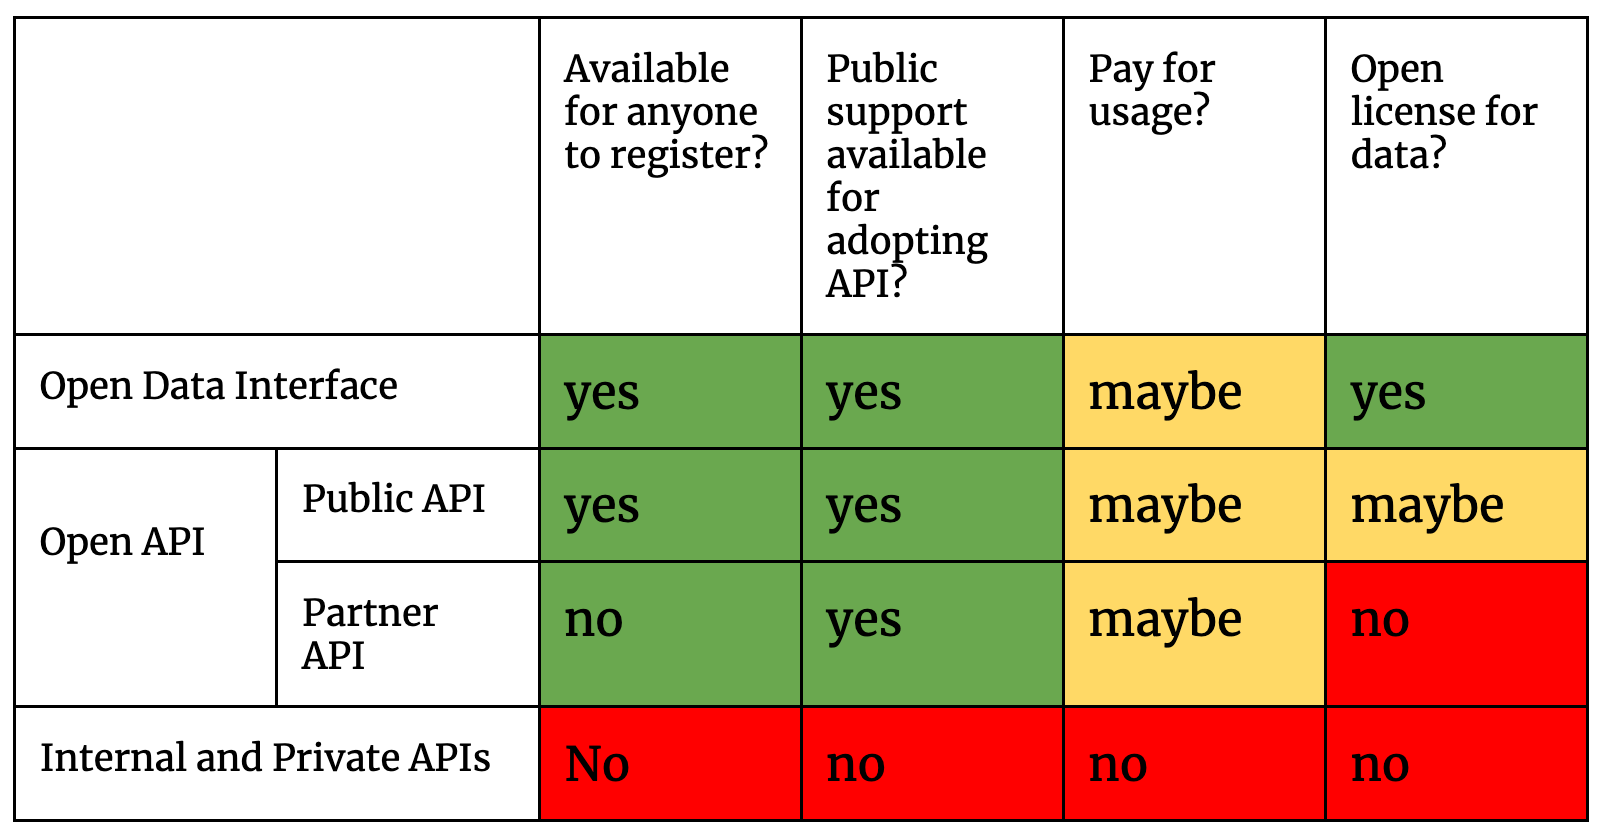 Available
for anyone
to register?
Public
support
available
for
adopting
API?
Pay for
usage?
Open
license for
data?
Open Data Interface
yes
yes
maybe
yes
Open API
Public API
yes
yes
maybe
maybe
Partner
API
no
yes
maybe
no
Internal and Private APIs
No
no
no
no